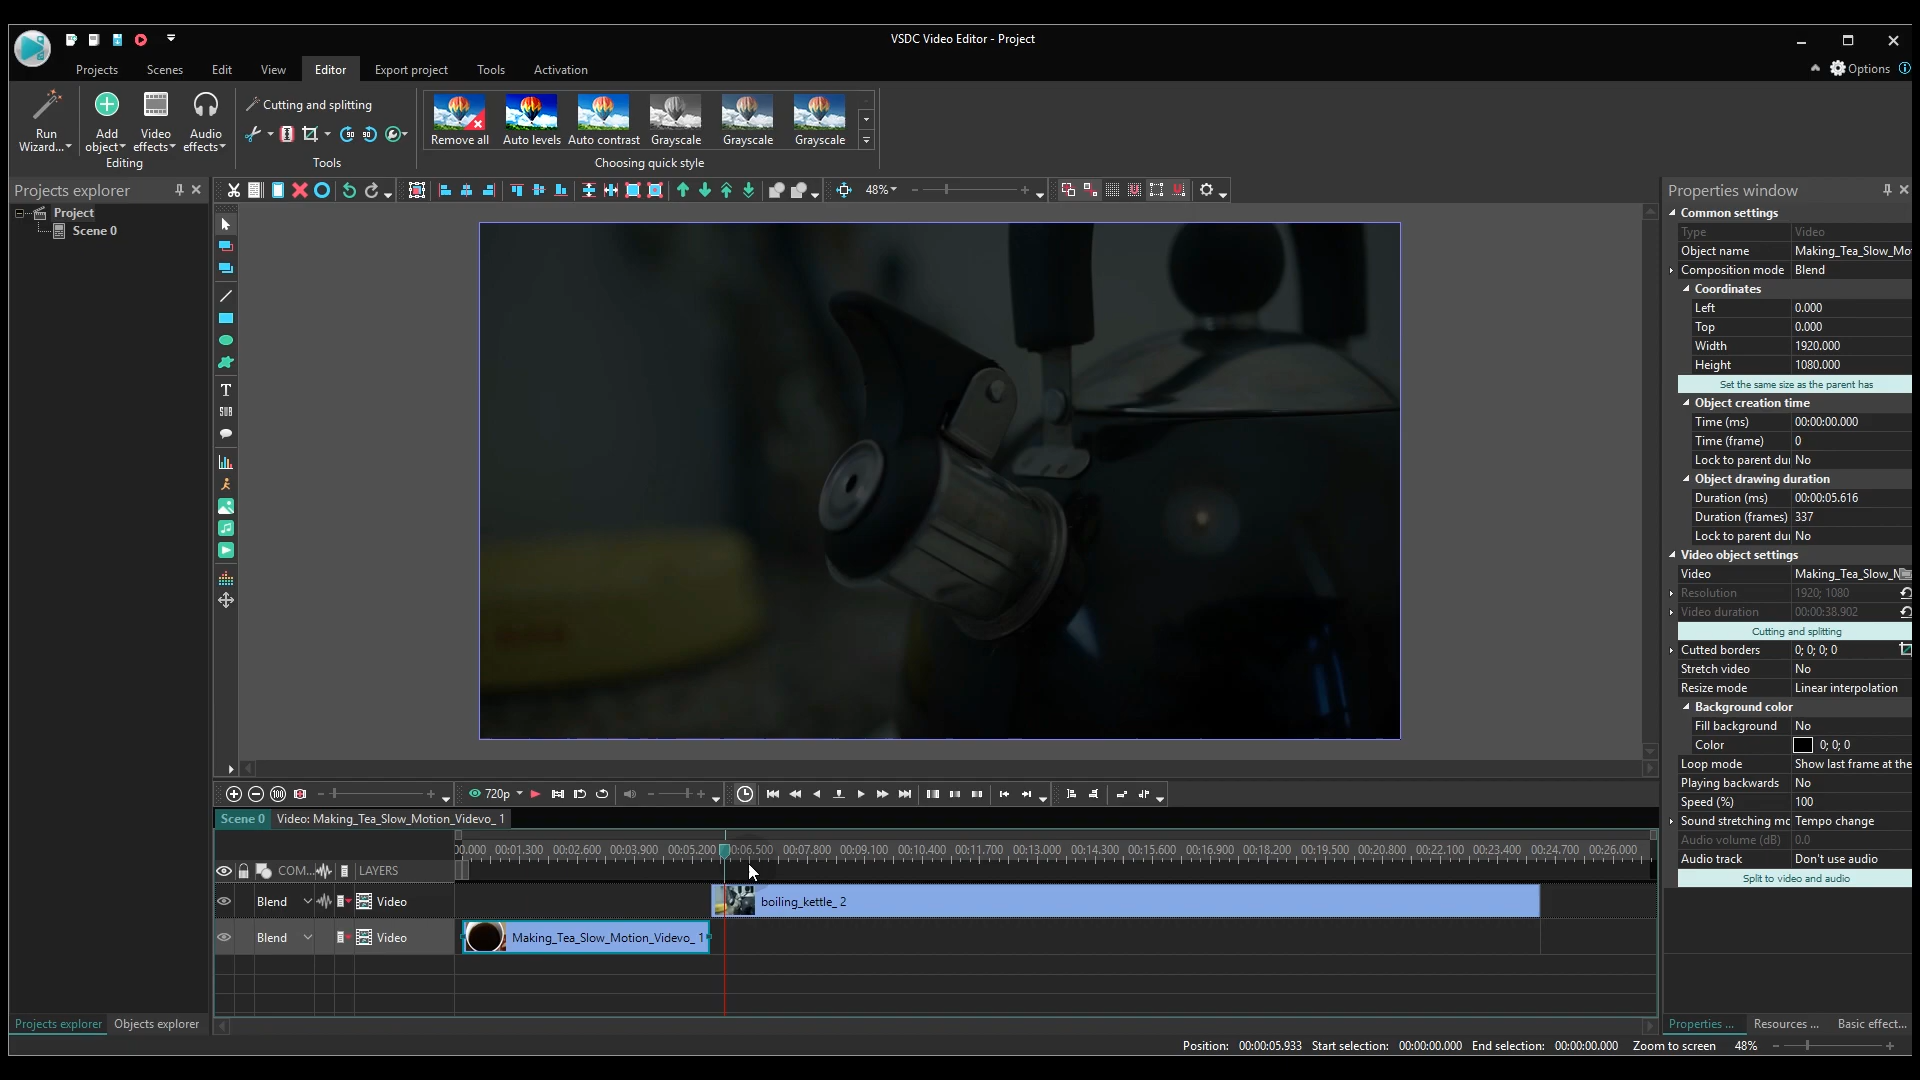 VSDC Video Editor - Project
Projects Scenes Edit View Editor Export project Tools Activation
Options
Run Wizard...
Add object
Video effects
Audio effects
Editing
Cutting and splitting
Tools
Remove all
Auto levels
Auto contrast
Grayscale
Grayscale
Grayscale
Choosing quick style
Projects explorer
Project
Scene 0
48%
Properties window
Common settings
Type Video
Object name Making_Tea_Slow_Mo
Composition mode Blend
Coordinates
Left 0.000
Top 0.000
Width 1920.000
Height 1080.000
Set the same size as the parent has
Object creation time
Time (ms) 00:00:00.000
Time (frame) 0
Lock to parent du No
Object drawing duration
Duration (ms) 00:00:05.616
Duration (frames) 337
Lock to parent du No
Video object settings
Video Making_Tea_Slow_
Resolution 1920; 1080
Video duration 00:00:38.902
Cutting and splitting
Cutted borders 0; 0; 0; 0
Stretch video No
Resize mode Linear interpolation
Background color
Fill background No
Color 0; 0; 0
Loop mode Show last frame at the
Playing backwards No
Speed (%) 100
Sound stretching mc Tempo change
Audio volume (dB) 0.0
Audio track Don't use audio
Split to video and audio
T
SUB
720p
Scene 0 Video: Making_Tea_Slow_Motion_Videvo_ 1
00.000 00:01.300 00:02.600 00:03.900 00:05.200 0:06.500 00:07.800 00:09.100 00:10.400 00:11.700 00:13.000 00:14.300 00:15.600 00:16.900 00:18.200 00:19.500 00:20.800 00:22.100 00:23.400 00:24.700 00:26.000
COM... LAYERS
Blend Video boiling_kettle_ 2
Blend Video Making_Tea_Slow_Motion_Videvo_ 1
Projects explorer Objects explorer
Properties ... Resources ... Basic effect...
Position: 00:00:05.933 Start selection: 00:00:00.000 End selection: 00:00:00.000 Zoom to screen 48%